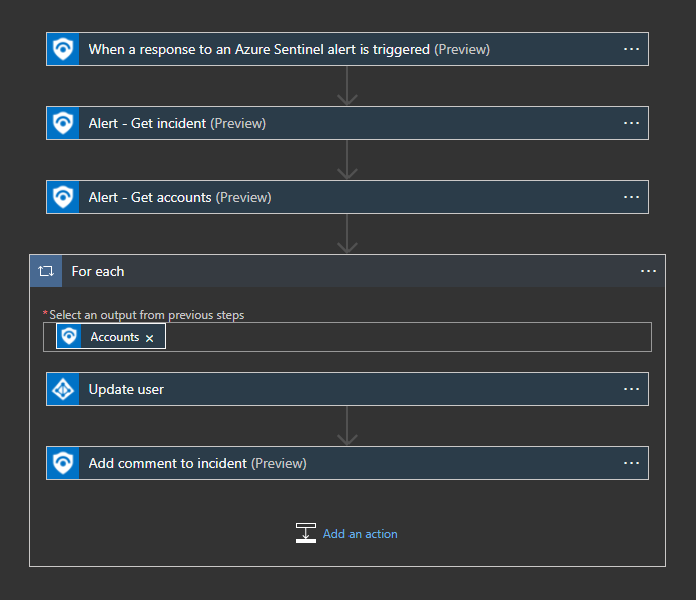 When a response to an Azure Sentinel alert is triggered (Preview)
Alert - Get incident (Preview)
Alert - Get accounts (Preview)
For each
*Select an output from previous steps
Accounts ×
Update user
Add comment to incident (Preview)
Add an action